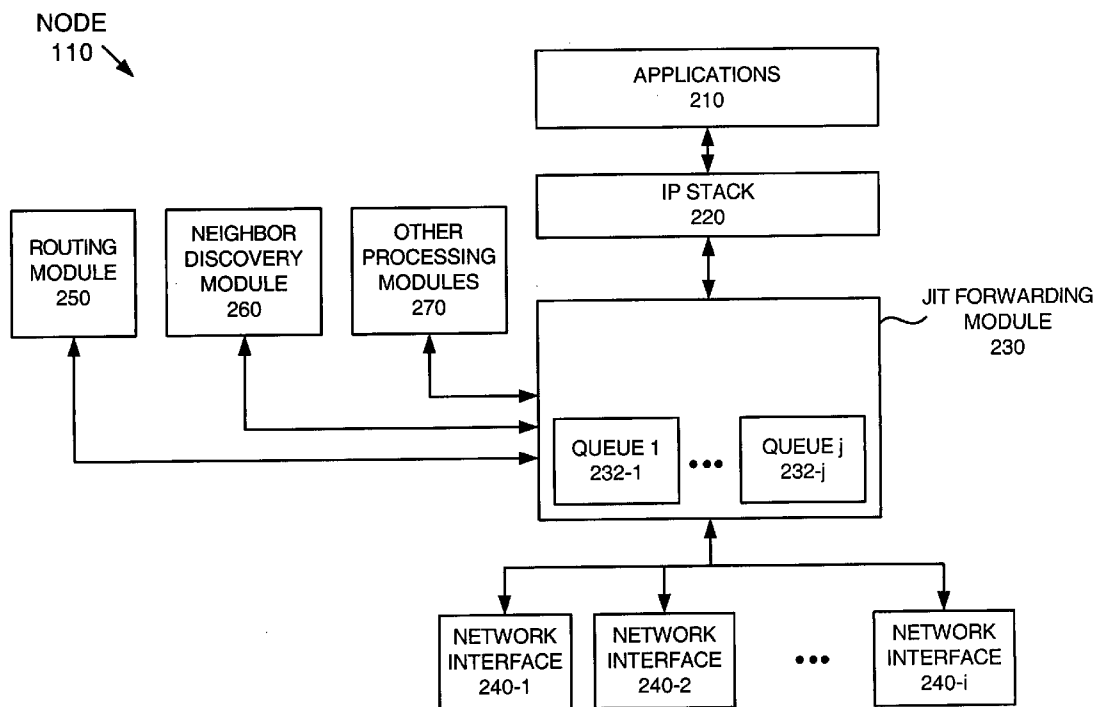 NODE
110
APPLICATIONS
210
IP STACK
220
ROUTING
MODULE
250
NEIGHBOR
DISCOVERY
MODULE
260
OTHER
PROCESSING
MODULES
270
JIT FORWARDING
MODULE
230
QUEUE 1
232-1
QUEUE j
232-j
NETWORK
INTERFACE
240-1
NETWORK
INTERFACE
240-2
NETWORK
INTERFACE
240-i